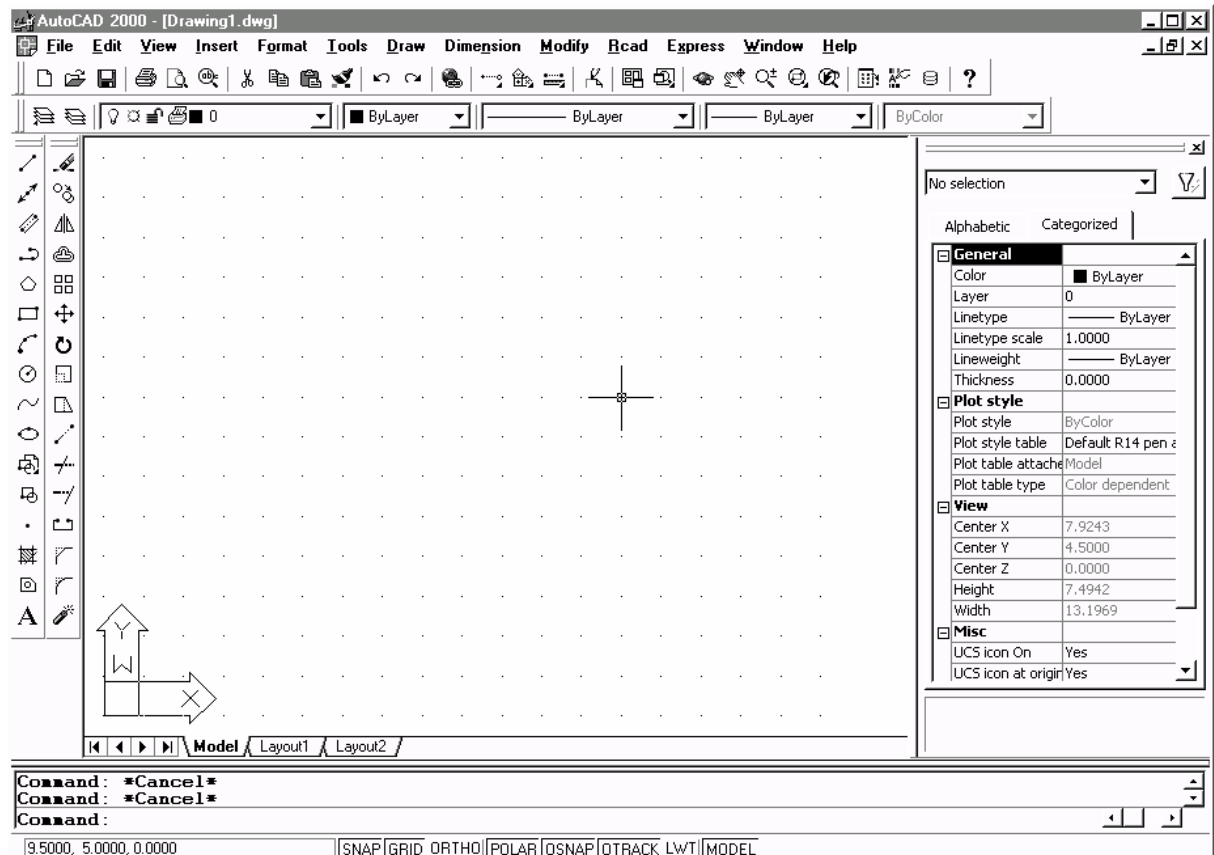 AutoCAD 2000 - [Drawing1.dwg]
File Edit View Insert Format Tools Draw Dimension Modify Rcad Express Window Help
0 ByLayer ByLayer ByLayer ByColor
No selection
Alphabetic Categorized
General
Color ByLayer
Layer 0
Linetype ByLayer
Linetype scale 1.0000
Lineweight ByLayer
Thickness 0.0000
Plot style
Plot style ByColor
Plot style table Default R14 pen a
Plot table attache Model
Plot table type Color dependent
View
Center X 7.9243
Center Y 4.5000
Center Z 0.0000
Height 7.4942
Width 13.1969
Misc
UCS icon On Yes
UCS icon at origin Yes
A
Y
W
X
Model Layout1 Layout2
Command: *Cancel*
Command: *Cancel*
Command:
9.5000, 5.0000, 0.0000 SNAP GRID ORTHO POLAR OSNAP OTRACK LWT MODEL